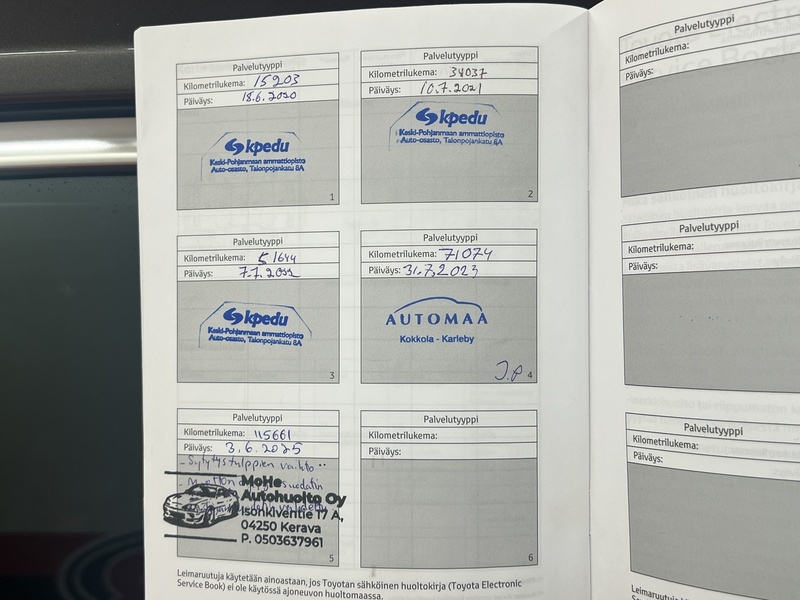 Palvelutyyppi
Kilometrilukema: 15203
Päiväys: 18.6.2020
kpedu
Keski-Pohjanmaan ammattiopisto
Auto-osasto, Talonpojankatu 8A
1
Palvelutyyppi
Kilometrilukema: 34037
Päiväys: 10.7.2021
kpedu
Keski-Pohjanmaan ammattiopisto
Auto-osasto, Talonpojankatu 8A
2
Palvelutyyppi
Kilometrilukema: 51644
Päiväys: 7.7.2022
kpedu
Keski-Pohjanmaan ammattiopisto
Auto-osasto, Talonpojankatu 8A
3
Palvelutyyppi
Kilometrilukema: 71074
Päiväys: 31.7.2023
AUTOMAA
Kokkola - Karleby
J.P
4
Palvelutyyppi
Kilometrilukema: 115661
Päiväys: 3.6.2025
- Sytytystulppien vaihto
MoHe
Autohuolto Oy
Isonkiventie 17 A,
04250 Kerava
P. 0503637961
5
Palvelutyyppi
Kilometrilukema:
Päiväys:
6
Leimaruutuja käytetään ainoastaan, jos Toyotan sähköinen huoltokirja (Toyota Electronic
Service Book) ei ole käytössä ajoneuvon huoltomaassa.
Palvelutyyppi
Kilometrilukema:
Päiväys:
Palvelutyyppi
Kilometrilukema:
Päiväys:
Palvelutyyppi
Kilometrilukema:
Päiväys: